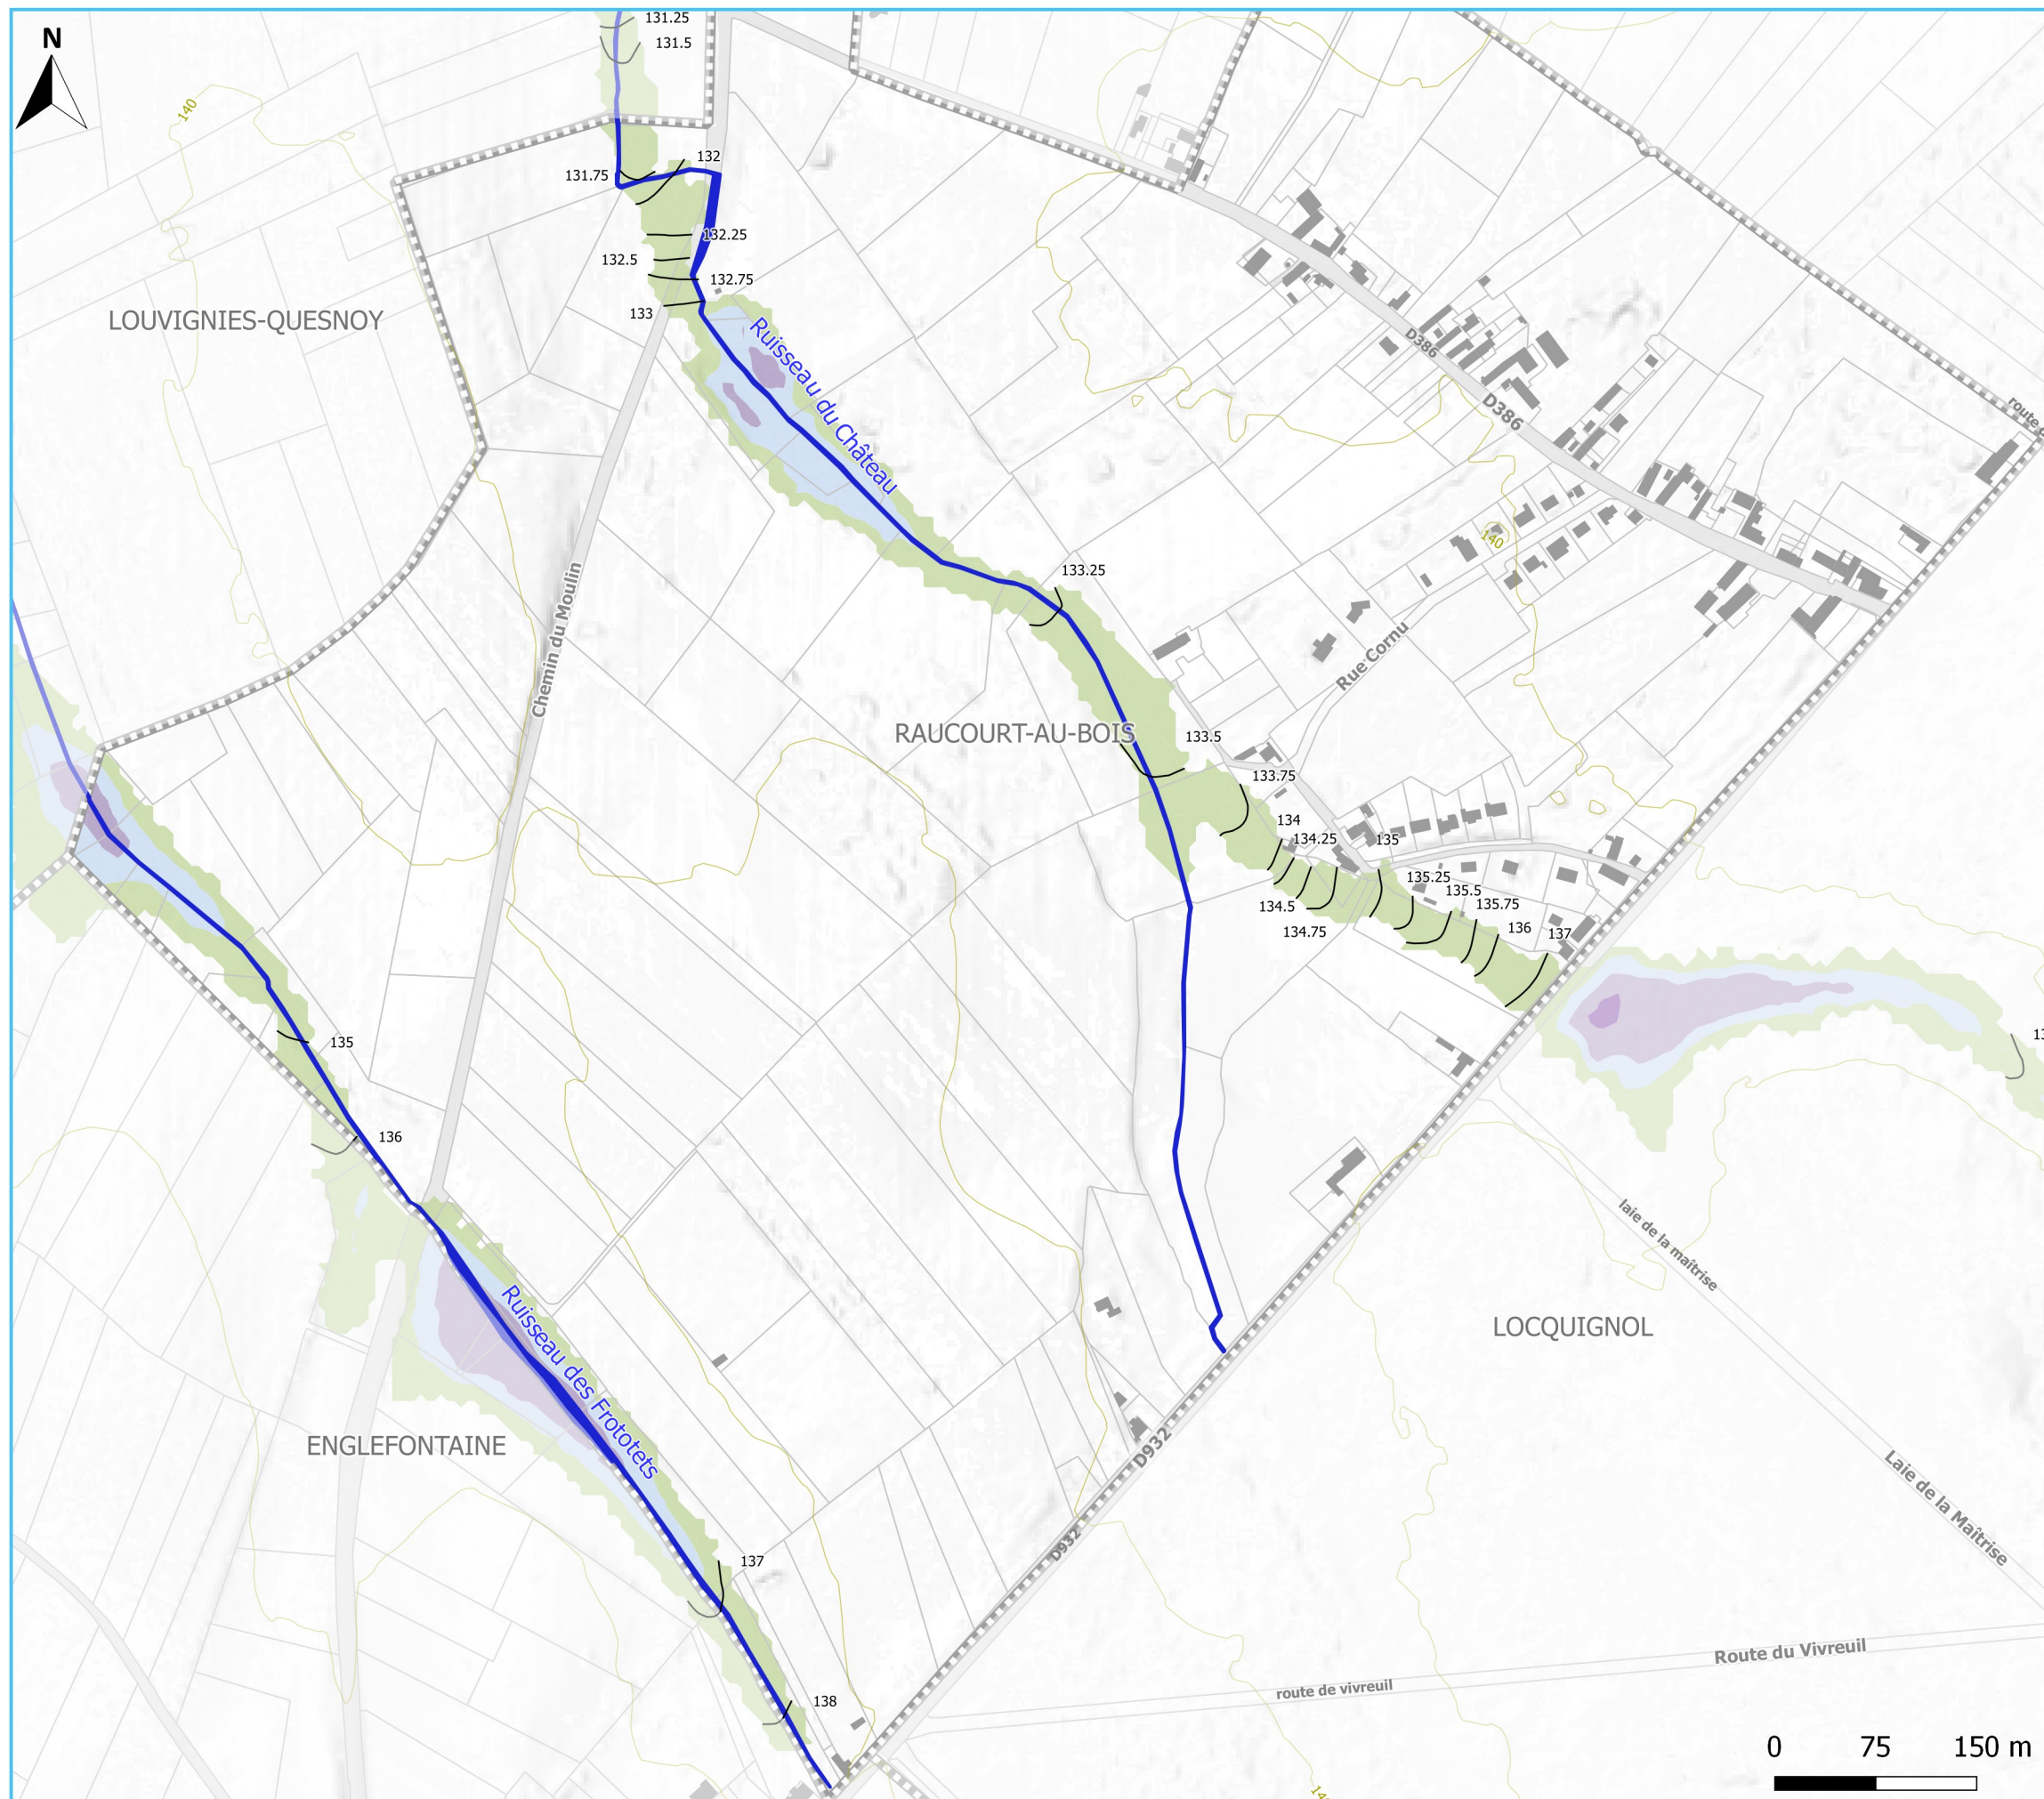 N
131.25
131.5
140
132
131.75
132.25
132.5
132.75
133
LOUVIGNIES-QUESNOY
Ruisseau du Château
D386
D386
140
Chemin du Moulin
133.25
Rue Cornu
RAUCOURT-AU-BOIS
133.5
133.75
134
134.25
135
135.25
135.5
135.75
134.5
134.75
136
137
135
136
laie de la maîtrise
LOCQUIGNOL
Ruisseau des Frototets
ENGLEFONTAINE
D932
D932
Laie de la Maîtrise
137
Route du Vivreuil
route de vivreuil
138
0 75 150 m